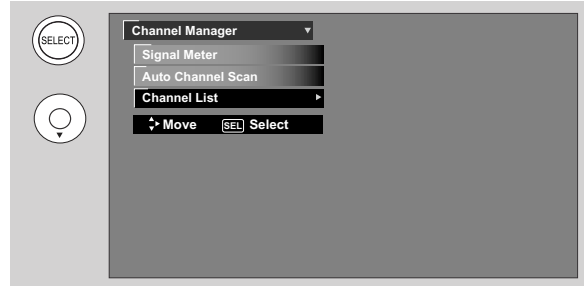 SELECT
Channel Manager
Signal Meter
Auto Channel Scan
Channel List
Move SEL Select